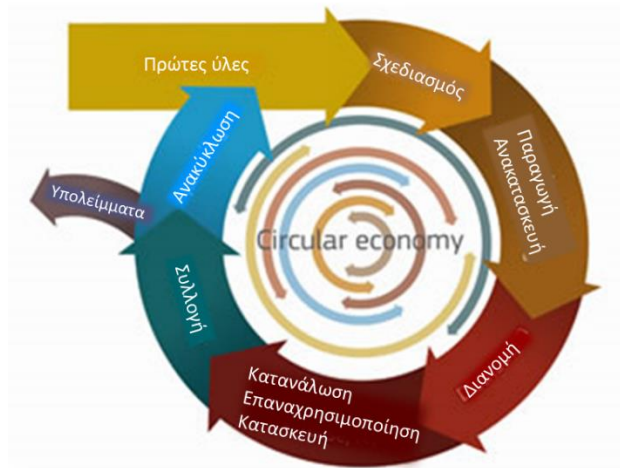 Πρώτες ύλες
Σχεδιασμός
Παραγωγή
Ανακατασκευή
Διανομή
Κατανάλωση
Επαναχρησιμοποίηση
Κατασκευή
Συλλογή
Ανακύκλωση
Υπολείμματα
Circular economy